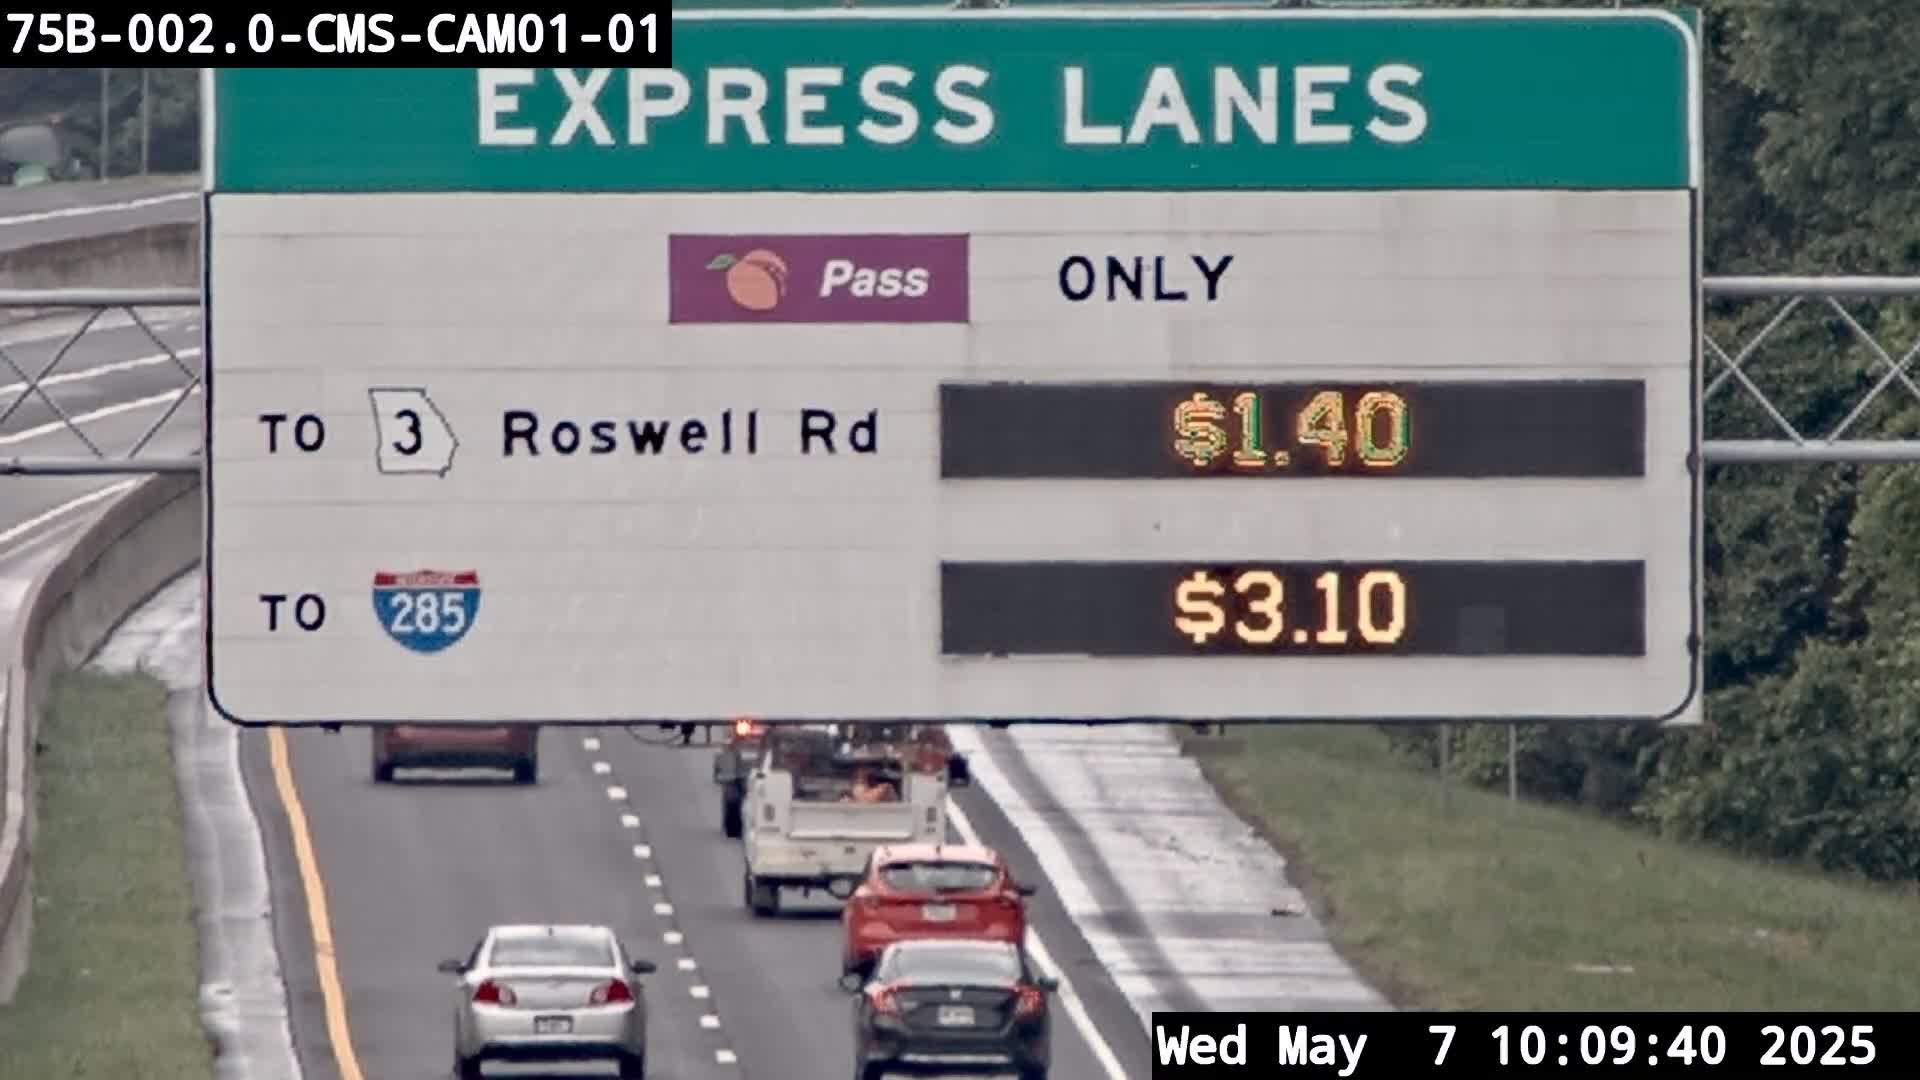 75B-002.0-CMS-CAM01-01
EXPRESS LANES
Pass ONLY
TO 3 Roswell Rd $1.40
TO 285 $3.10
Wed May 7 10:09:40 2025